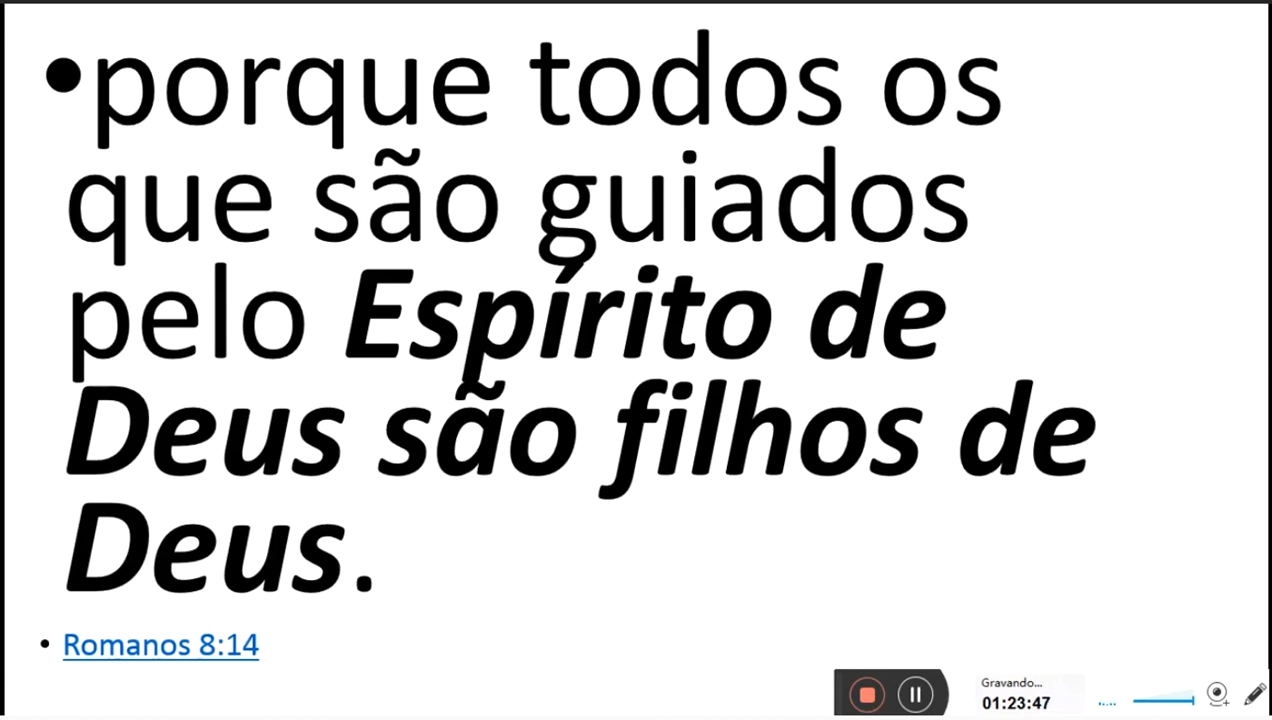 •porque todos os
que são guiados
pelo Espírito de
Deus são filhos de
Deus.
• Romanos 8:14
Gravando...
01:23:47